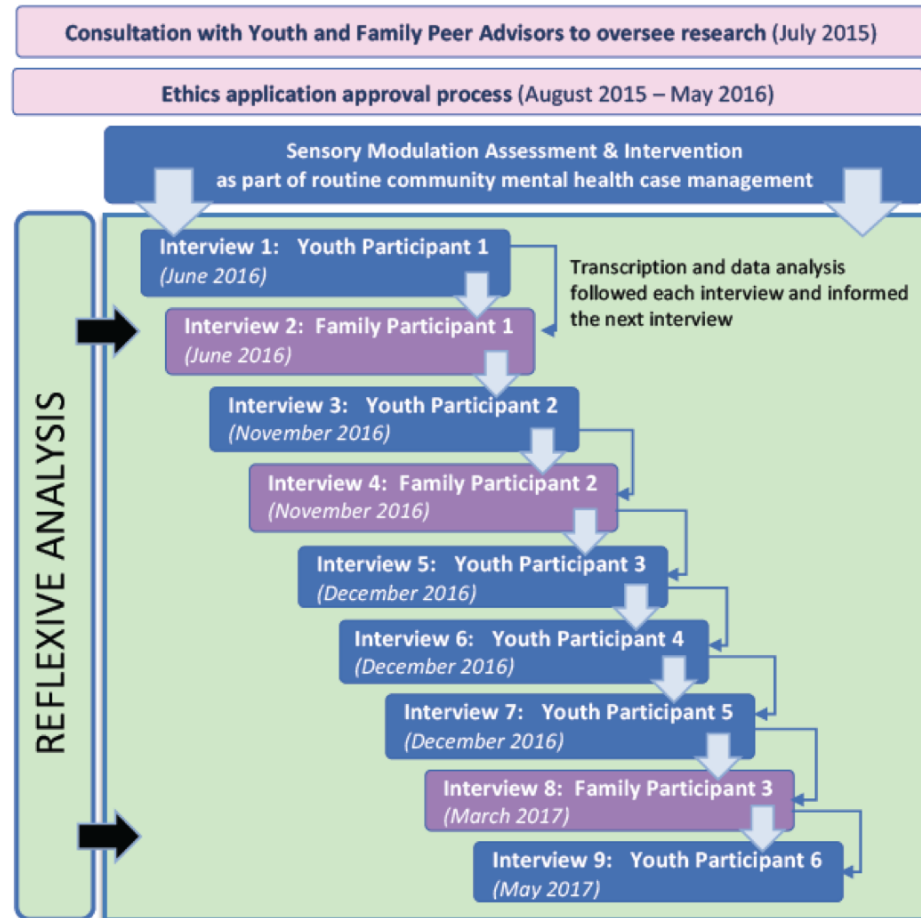 Consultation with Youth and Family Peer Advisors to oversee research (July 2015)
Ethics application approval process (August 2015 – May 2016)
Sensory Modulation Assessment & Intervention
as part of routine community mental health case management
REFLEXIVE ANALYSIS
Interview 1: Youth Participant 1
(June 2016)
Transcription and data analysis
followed each interview and informed
the next interview
Interview 2: Family Participant 1
(June 2016)
Interview 3: Youth Participant 2
(November 2016)
Interview 4: Family Participant 2
(November 2016)
Interview 5: Youth Participant 3
(December 2016)
Interview 6: Youth Participant 4
(December 2016)
Interview 7: Youth Participant 5
(December 2016)
Interview 8: Family Participant 3
(March 2017)
Interview 9: Youth Participant 6
(May 2017)